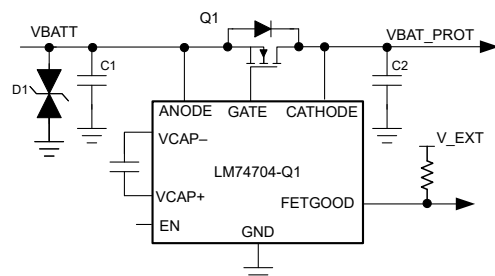 Q1
VBATT
VBAT_PROT
C1
C2
D1
ANODE
GATE
CATHODE
V_EXT
VCAP–
LM74704-Q1
VCAP+
FETGOOD
EN
GND